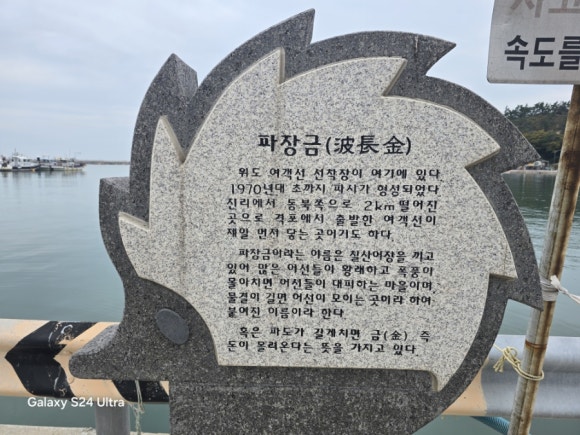 사고
속도를
파장금(波長金)
위도 여객선 선착장이 여기에 있다.
1970년대 초까지 파시가 형성되었다.
진리에서 동북쪽으로 2km떨어진
곳으로 격포에서 출발한 여객선이
제일 먼저 닿는 곳이기도 하다.
파장금이라는 이름은 칠산어장을 끼고
있어 많은 어선들이 왕래하고 폭풍이
몰아치면 어선들이 대피하는 마을이며,
물결이 길면 어선이 모이는 곳이라 하여
붙여진 이름이라 한다.
혹은 파도가 길게치면 금(金) 즉
돈이 몰려온다는 뜻을 가지고 있다.
Galaxy S24 Ultra